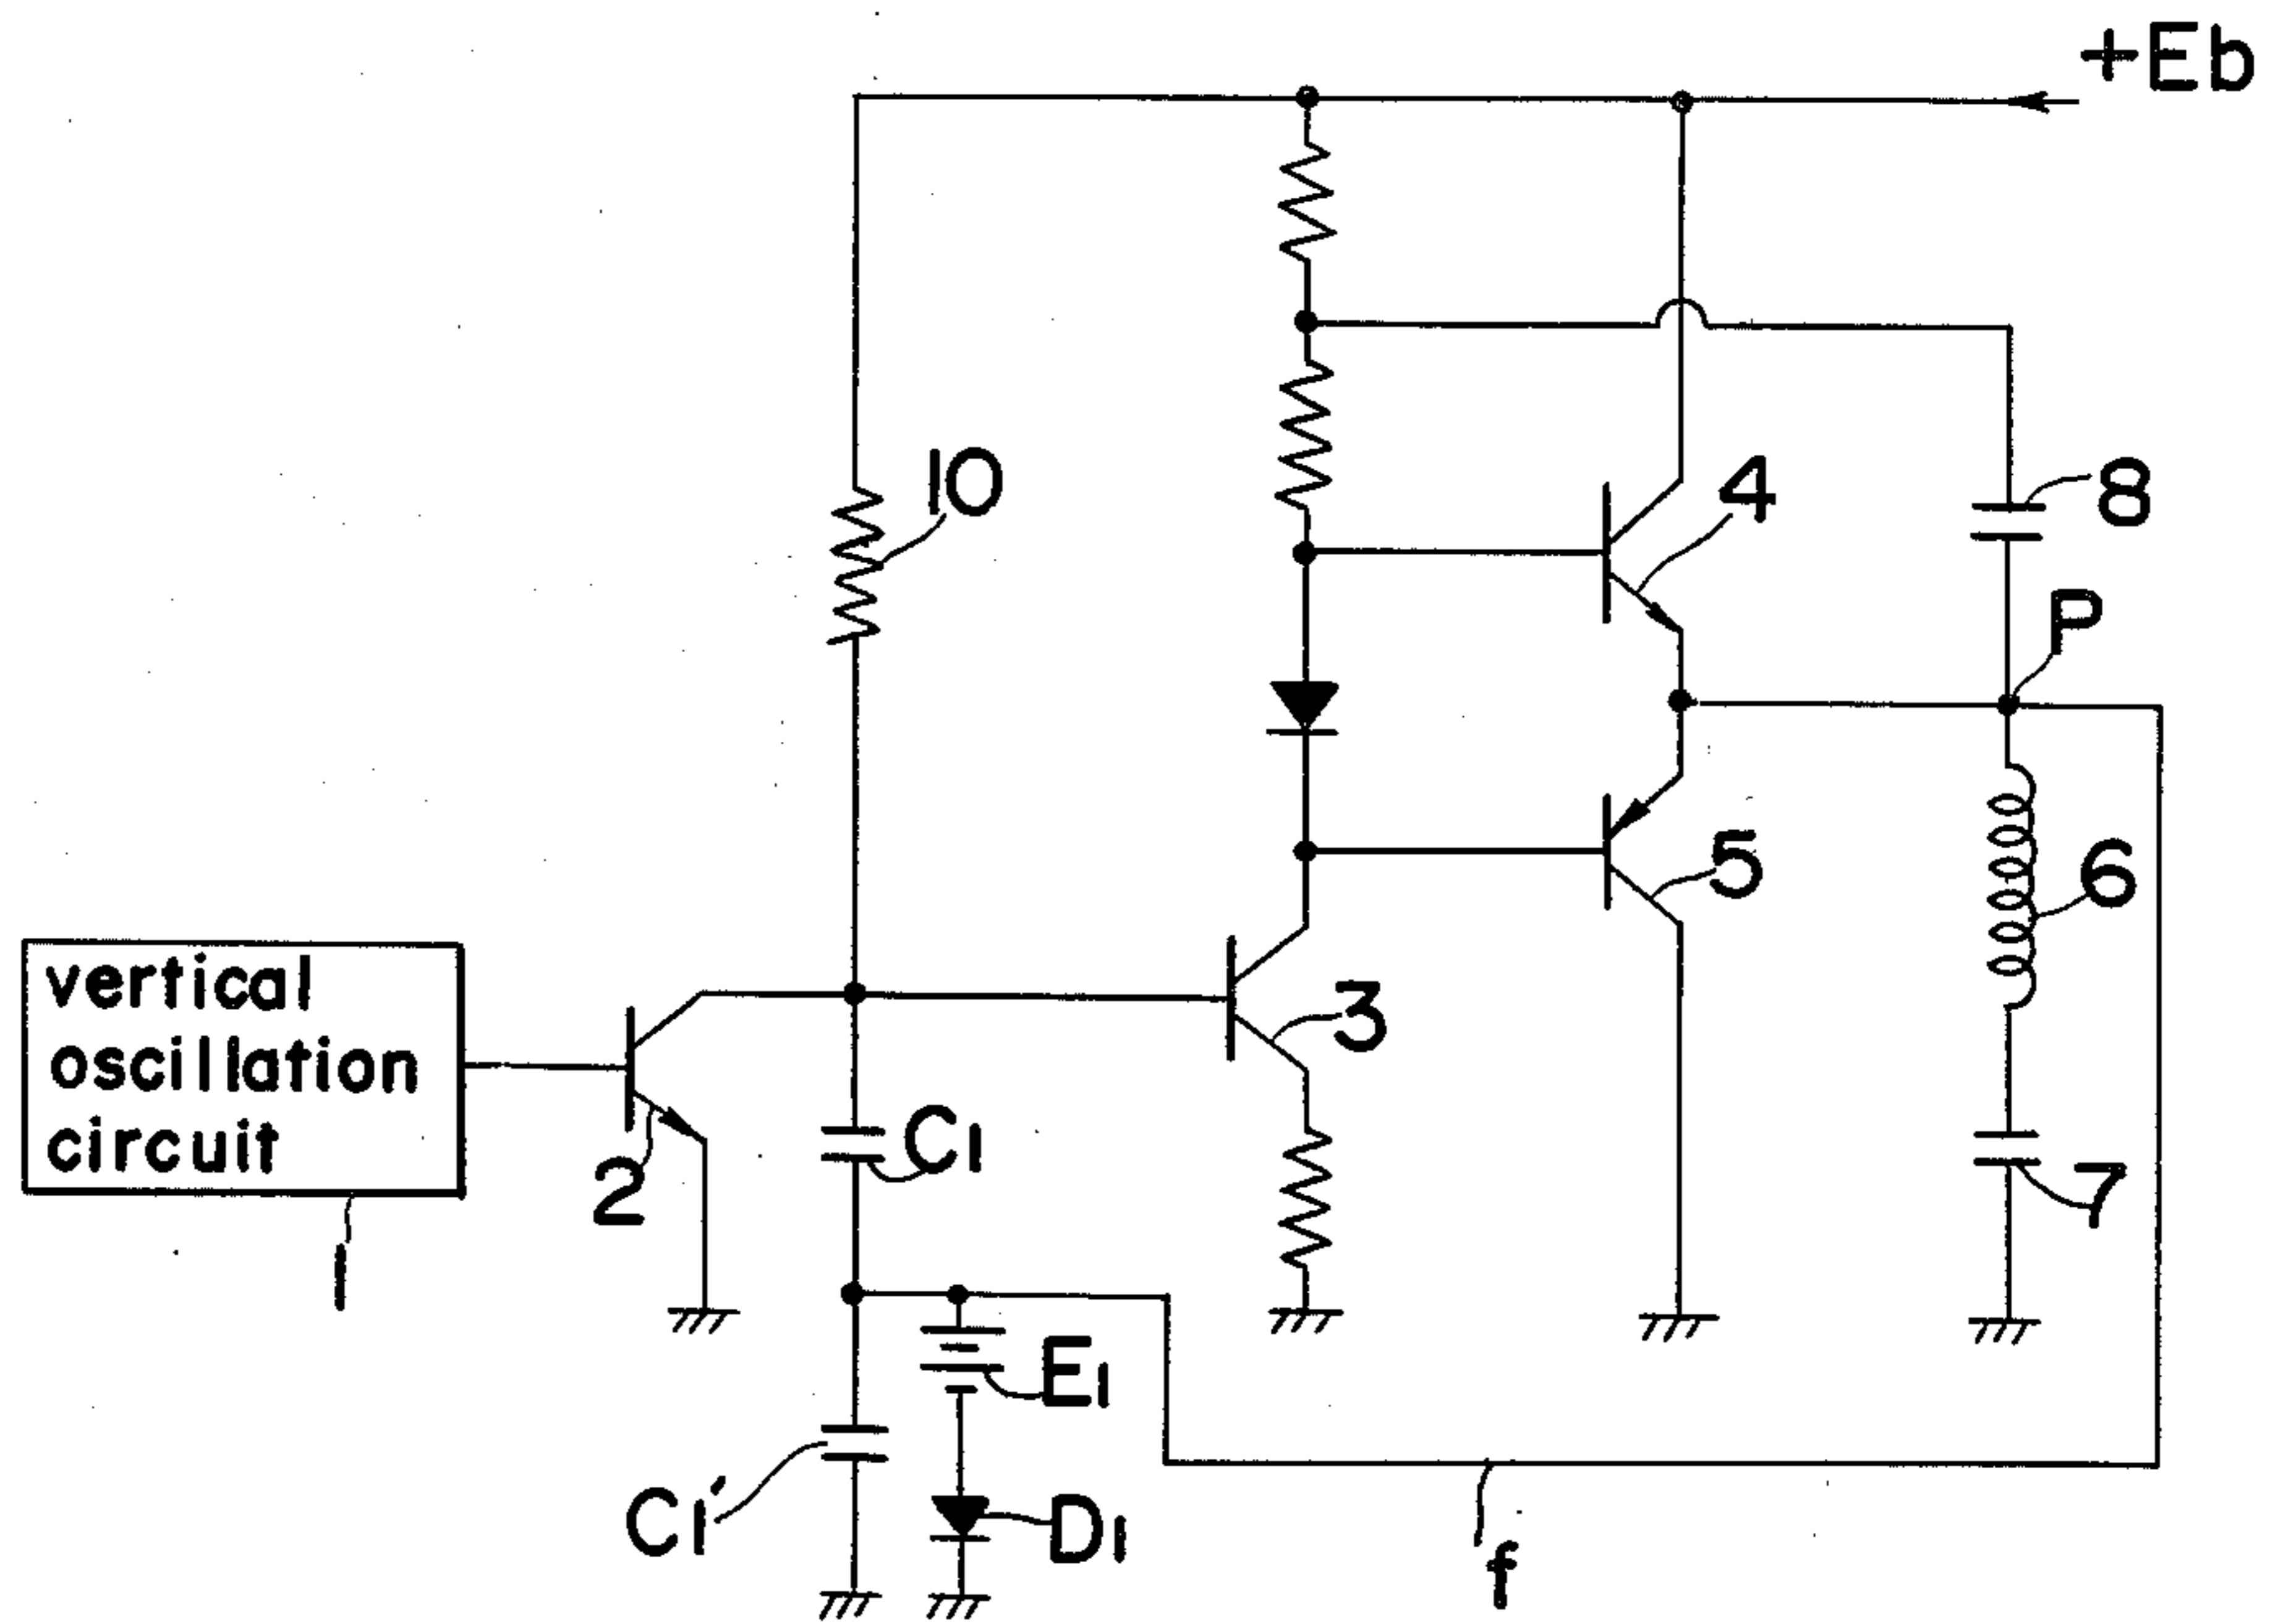 +Eb
10
4
8
P
5
6
3
vertical
oscillation
circuit
C1
2
7
1
E1
C1'
D1
f